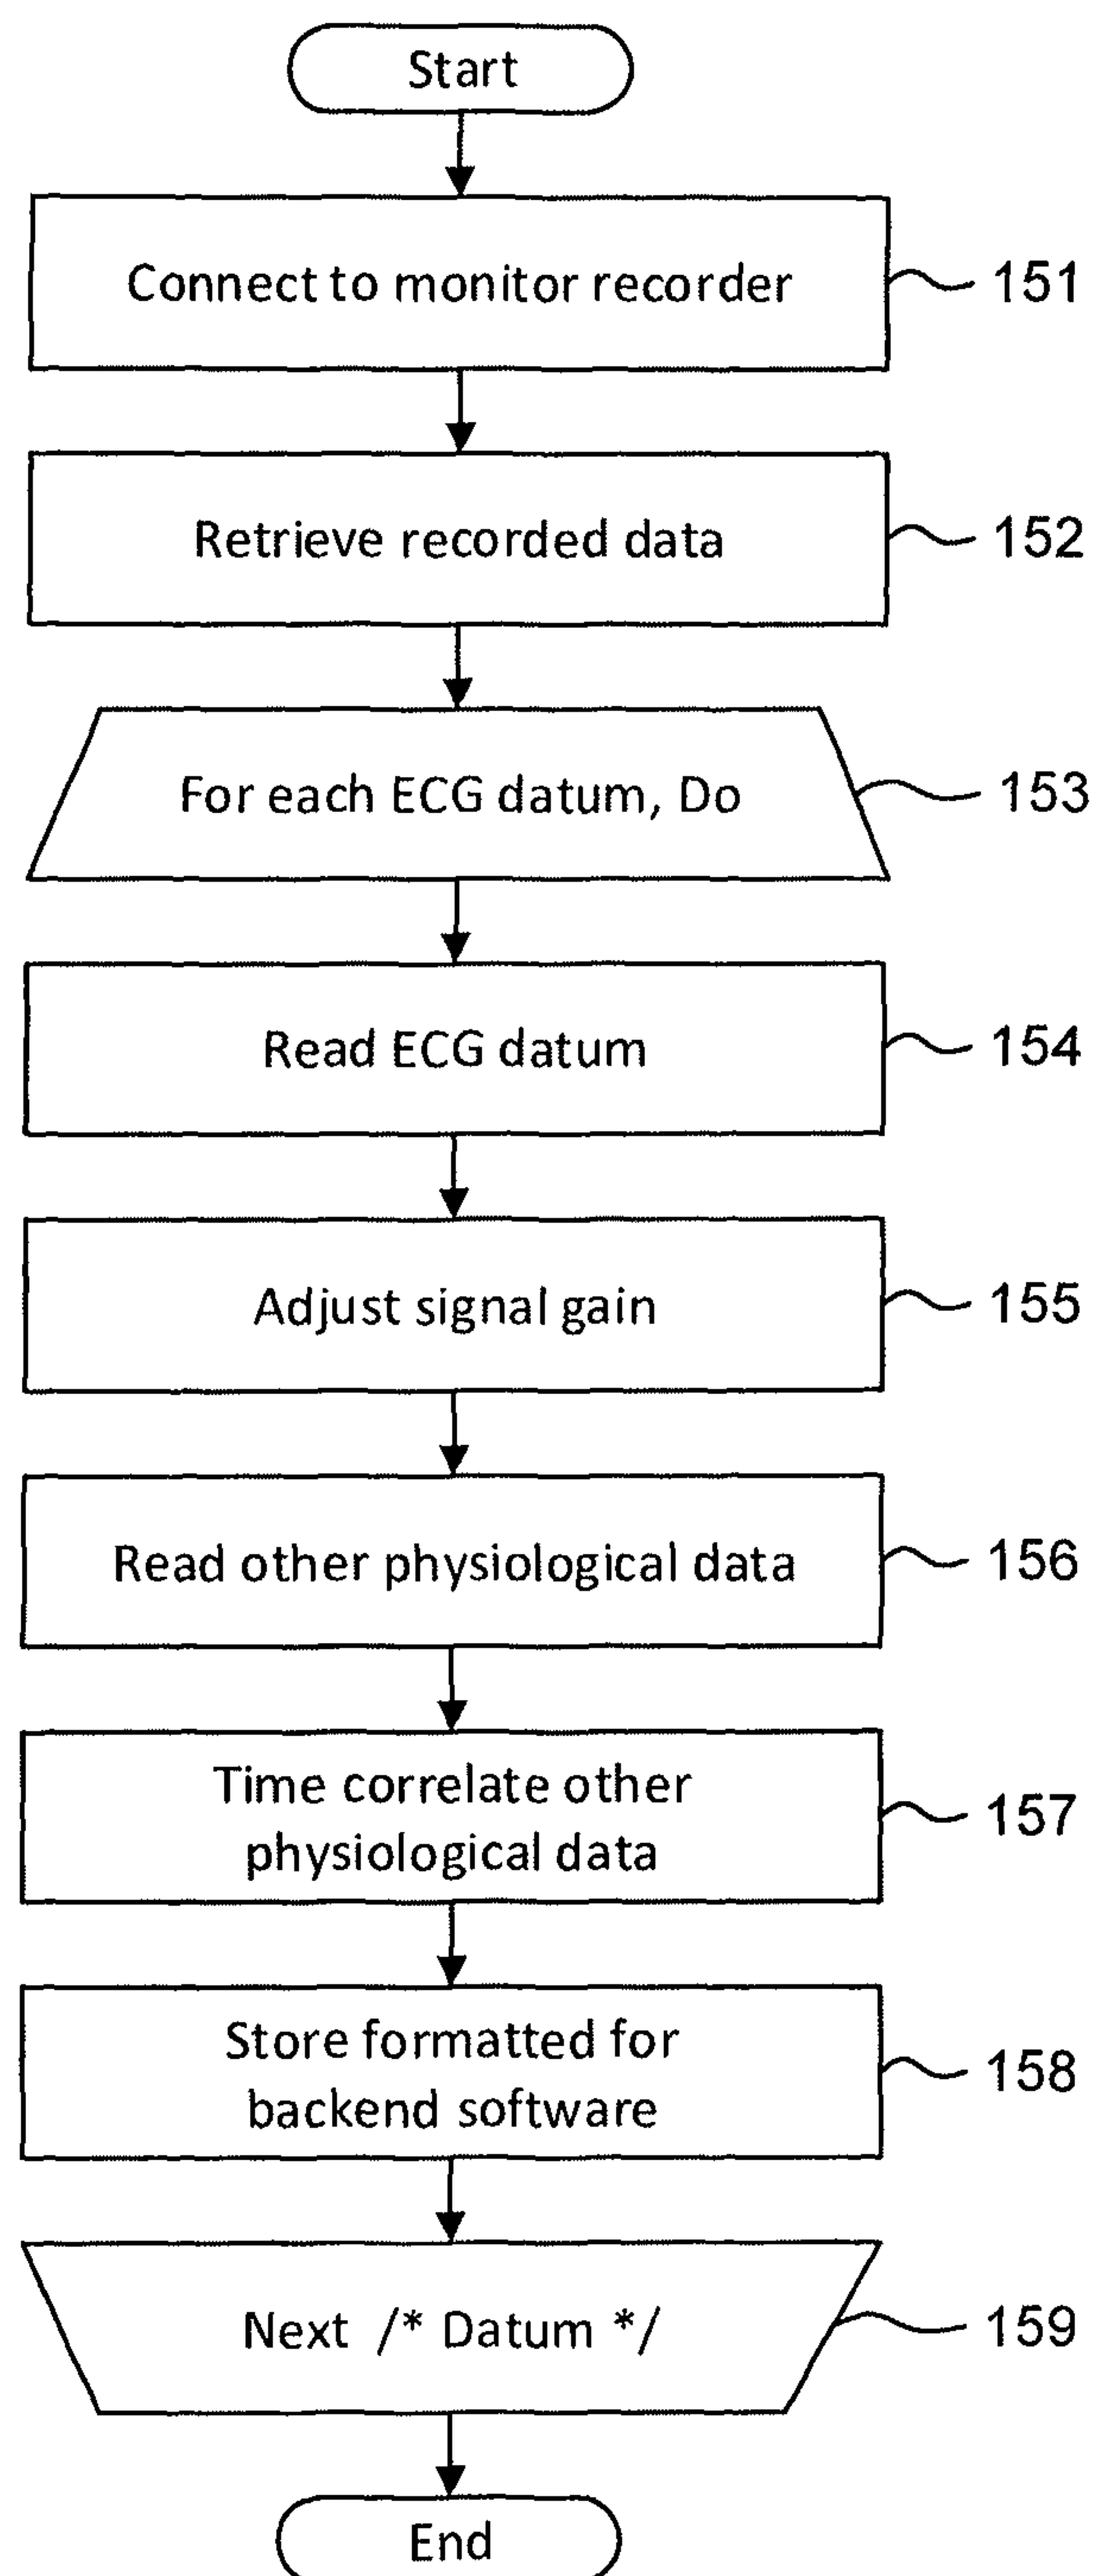 Start
Connect to monitor recorder
151
Retrieve recorded data
152
For each ECG datum, Do
153
Read ECG datum
154
Adjust signal gain
155
Read other physiological data
156
Time correlate other
physiological data
157
Store formatted for
backend software
158
Next /* Datum */
159
End